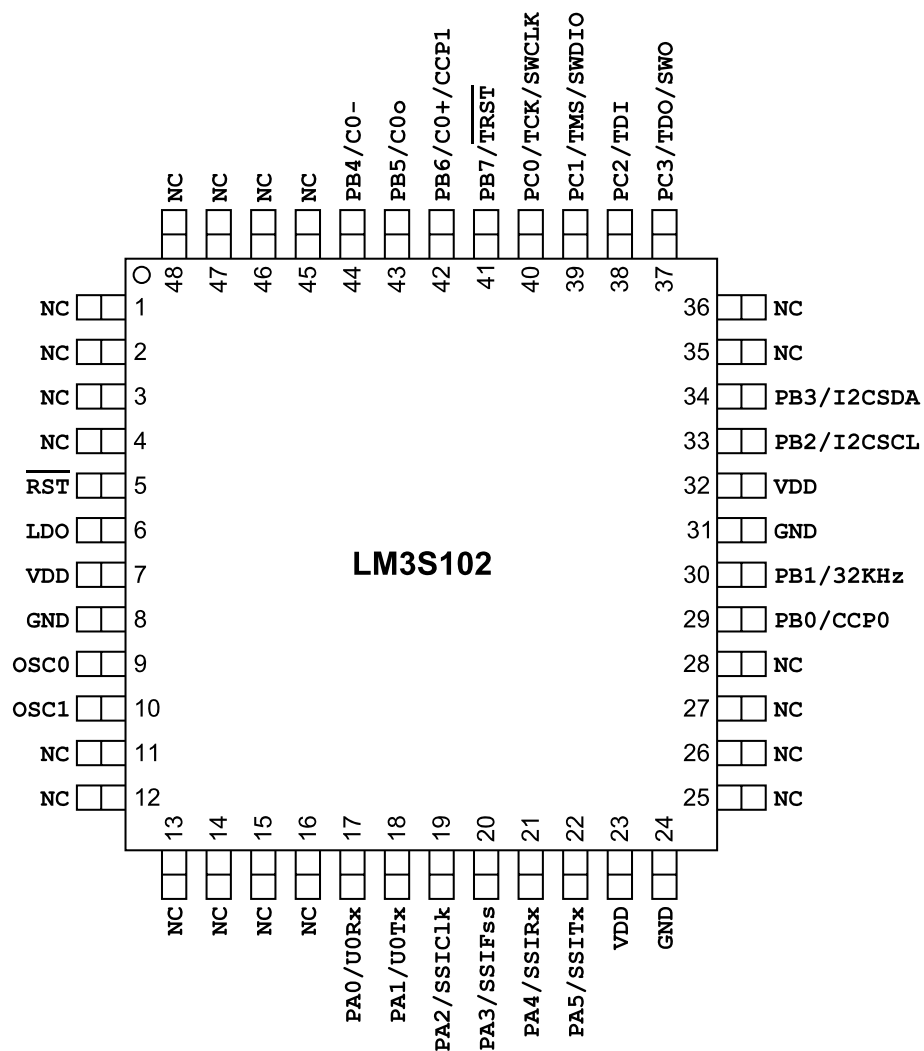 NC
NC
NC
NC
PB4/C0-
PB5/C0o
PB6/C0+/CCP1
PB7/TRST
PC0/TCK/SWCLK
PC1/TMS/SWDIO
PC2/TDI
PC3/TDO/SWO
48
47
46
45
44
43
42
41
40
39
38
37
NC 1
NC 2
NC 3
NC 4
RST 5
LDO 6
VDD 7
GND 8
OSC0 9
OSC1 10
NC 11
NC 12
LM3S102
36 NC
35 NC
34 PB3/I2CSDA
33 PB2/I2CSCL
32 VDD
31 GND
30 PB1/32KHz
29 PB0/CCP0
28 NC
27 NC
26 NC
25 NC
13
14
15
16
17
18
19
20
21
22
23
24
NC
NC
NC
NC
PA0/U0Rx
PA1/U0Tx
PA2/SSIClk
PA3/SSIFss
PA4/SSIRx
PA5/SSITx
VDD
GND